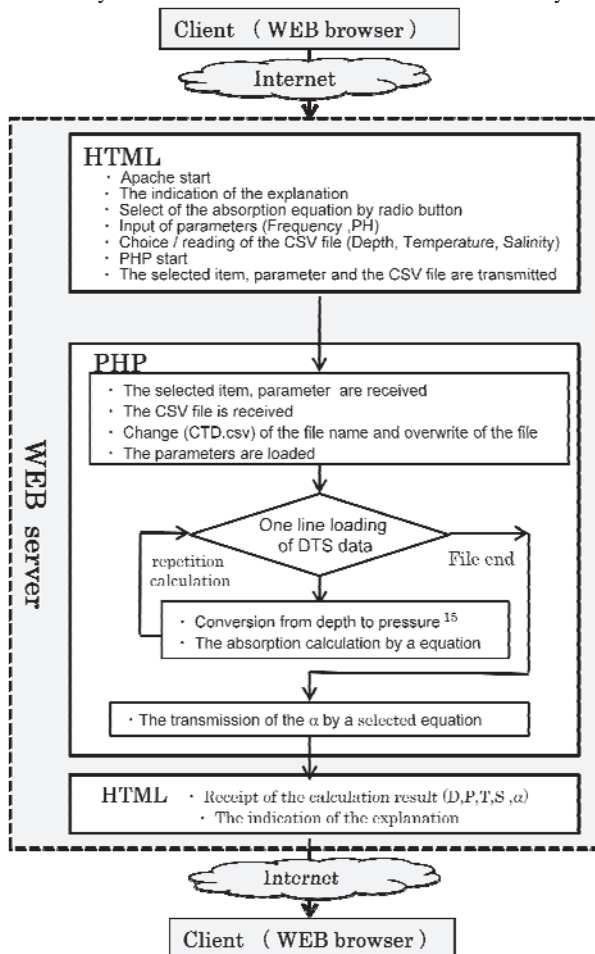 Client ( WEB browser )
Internet
HTML
・ Apache start
・ The indication of the explanation
・ Select of the absorption equation by radio button
・ Input of parameters (Frequency ,PH)
・ Choice / reading of the CSV file (Depth, Temperature, Salinity)
・ PHP start
・ The selected item, parameter and the CSV file are transmitted
WEB server
PHP
・ The selected item, parameter are received
・ The CSV file is received
・ Change (CTD.csv) of the file name and overwrite of the file
・ The parameters are loaded
One line loading
of DTS data
repetition
calculation
File end
・ Conversion from depth to pressure 15
・ The absorption calculation by a equation
・ The transmission of the α by a selected equation
HTML ・ Receipt of the calculation result (D,P,T,S ,α)
・ The indication of the explanation
Internet
Client ( WEB browser )